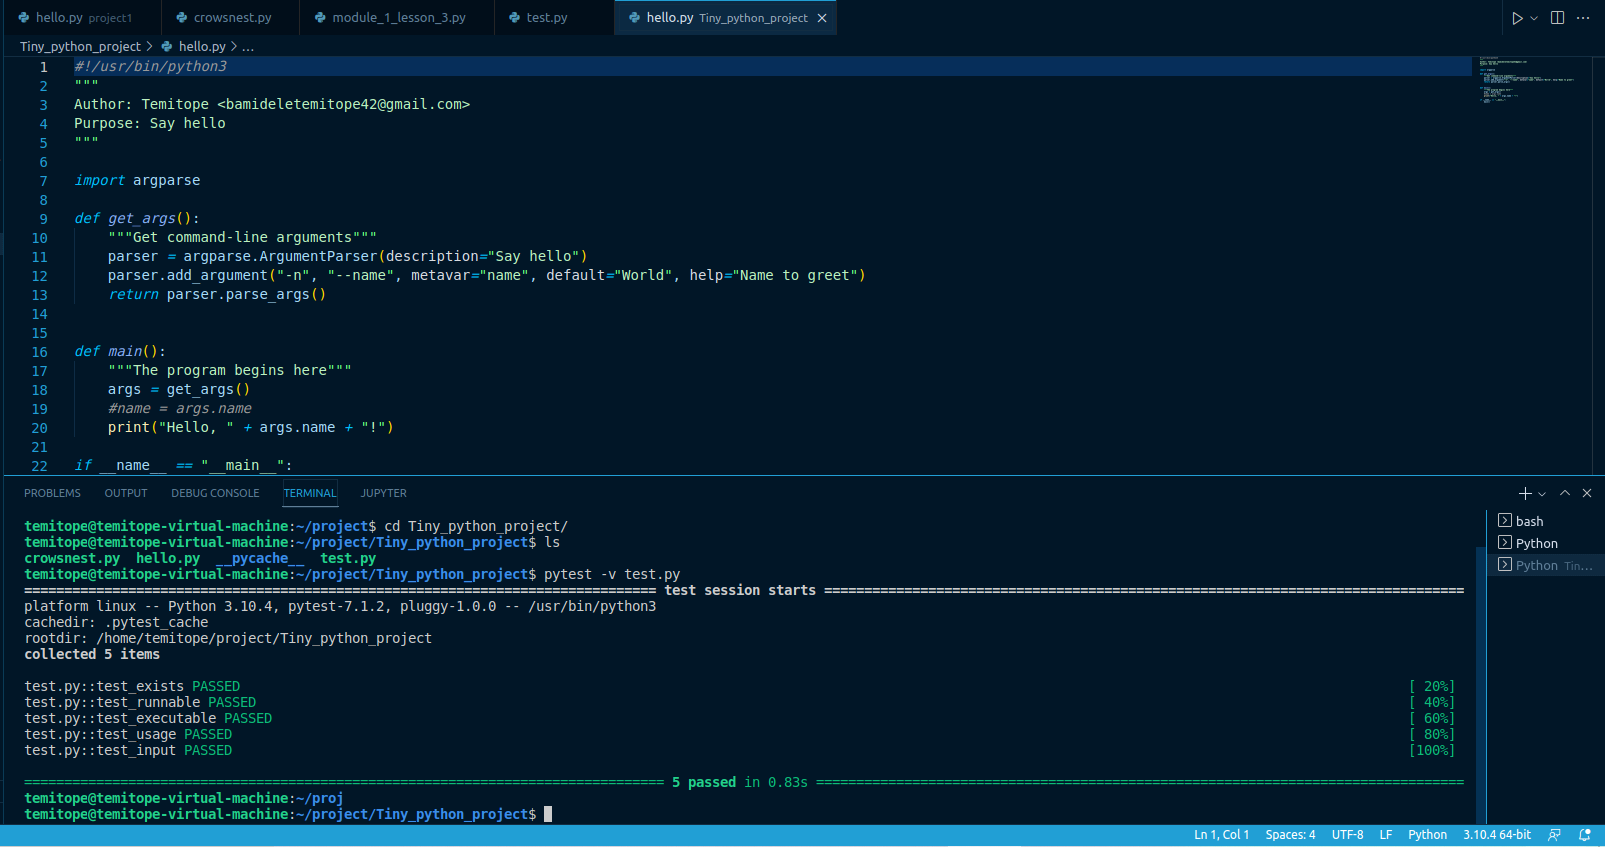 hello.py project1 crowsnest.py module_1_lesson_3.py test.py hello.py Tiny_python_project
Tiny_python_project > hello.py > ...
1 #!/usr/bin/python3
2 """
3 Author: Temitope <bamideletemitope42@gmail.com>
4 Purpose: Say hello
5 """
6
7 import argparse
8
9 def get_args():
10 """Get command-line arguments"""
11 parser = argparse.ArgumentParser(description="Say hello")
12 parser.add_argument("-n", "--name", metavar="name", default="World", help="Name to greet")
13 return parser.parse_args()
14
15
16 def main():
17 """The program begins here"""
18 args = get_args()
19 #name = args.name
20 print("Hello, " + args.name + "!")
21
22 if __name__ == "__main__":
PROBLEMS OUTPUT DEBUG CONSOLE TERMINAL JUPYTER
temitope@temitope-virtual-machine:~/project$ cd Tiny_python_project/
temitope@temitope-virtual-machine:~/project/Tiny_python_project$ ls
crowsnest.py hello.py __pycache__ test.py
temitope@temitope-virtual-machine:~/project/Tiny_python_project$ pytest -v test.py
=============================================================================== test session starts ================================================================================
platform linux -- Python 3.10.4, pytest-7.1.2, pluggy-1.0.0 -- /usr/bin/python3
cachedir: .pytest_cache
rootdir: /home/temitope/project/Tiny_python_project
collected 5 items
test.py::test_exists PASSED [ 20%]
test.py::test_runnable PASSED [ 40%]
test.py::test_executable PASSED [ 60%]
test.py::test_usage PASSED [ 80%]
test.py::test_input PASSED [100%]
================================================================================ 5 passed in 0.83s =================================================================================
temitope@temitope-virtual-machine:~/proj
temitope@temitope-virtual-machine:~/project/Tiny_python_project$
bash
Python
Python Tin...
Ln 1, Col 1 Spaces: 4 UTF-8 LF Python 3.10.4 64-bit